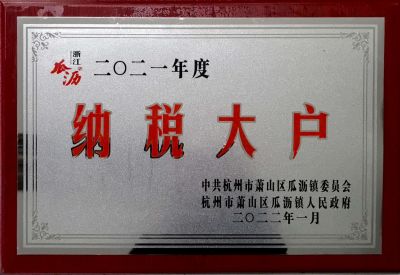 浙江
瓜沥
二〇二一年度
纳税大户
中共杭州市萧山区瓜沥镇委员会
杭州市萧山区瓜沥镇人民政府
二〇二二年一月